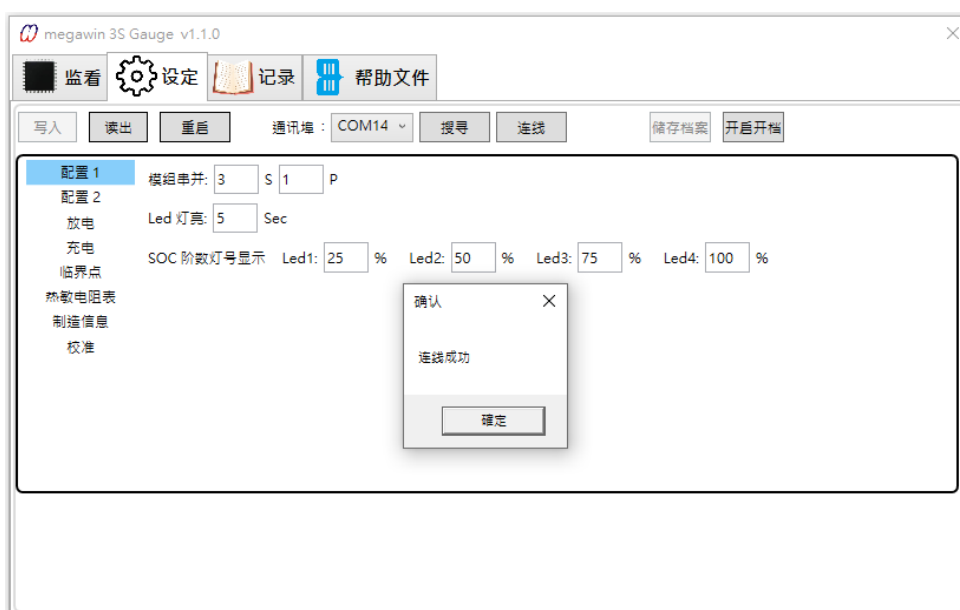 megawin 3S Gauge v1.1.0
监看 设定 记录 帮助文件
写入 读出 重启 通讯埠： COM14 搜寻 连线 储存档案 开启开档
配置 1
配置 2
放电
充电
临界点
热敏电阻表
制造信息
校准
模组串并: 3 S 1 P
Led 灯亮: 5 Sec
SOC 阶数灯号显示 Led1: 25 % Led2: 50 % Led3: 75 % Led4: 100 %
确认
连线成功
確定